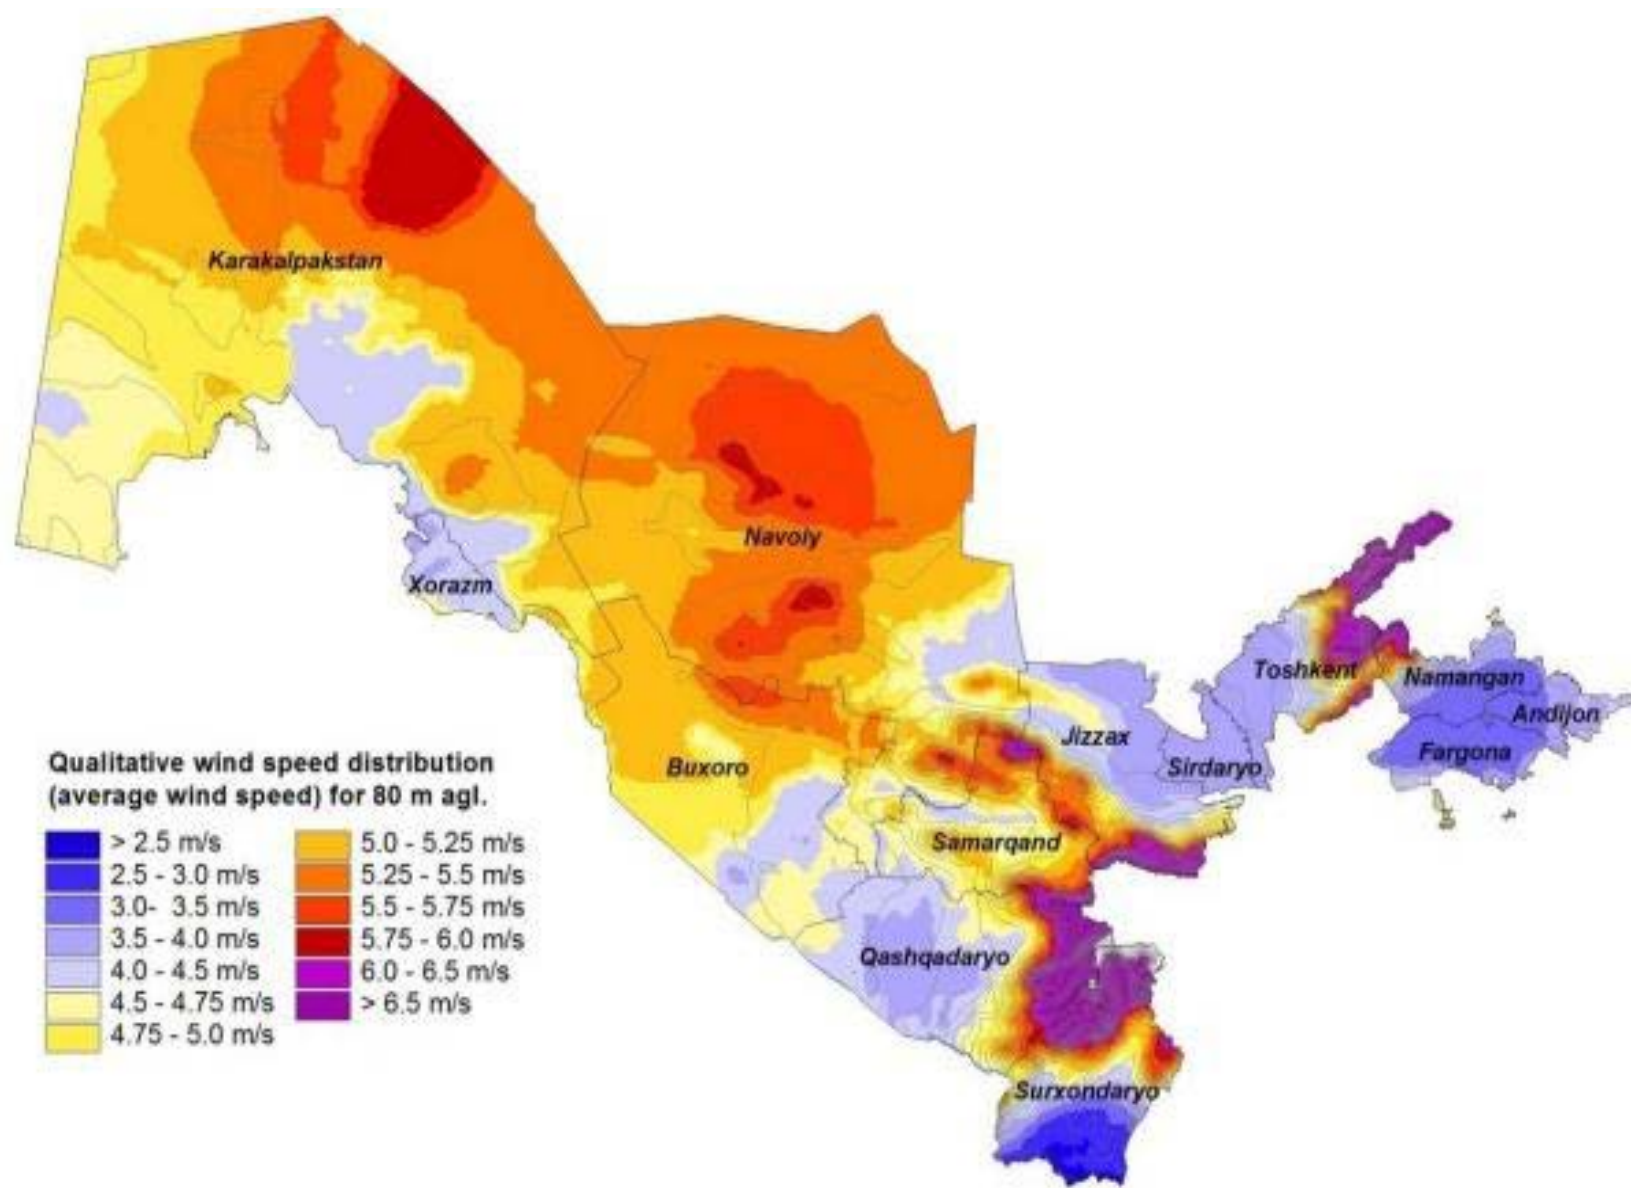 Karakalpakstan
Navoiy
Xorazm
Toshkent
Namangan
Andijon
Fargona
Jizzax
Sirdaryo
Buxoro
Samarqand
Qashqadaryo
Surxondaryo
Qualitative wind speed distribution
(average wind speed) for 80 m agl.
> 2.5 m/s
2.5 - 3.0 m/s
3.0- 3.5 m/s
3.5 - 4.0 m/s
4.0 - 4.5 m/s
4.5 - 4.75 m/s
4.75 - 5.0 m/s
5.0 - 5.25 m/s
5.25 - 5.5 m/s
5.5 - 5.75 m/s
5.75 - 6.0 m/s
6.0 - 6.5 m/s
> 6.5 m/s